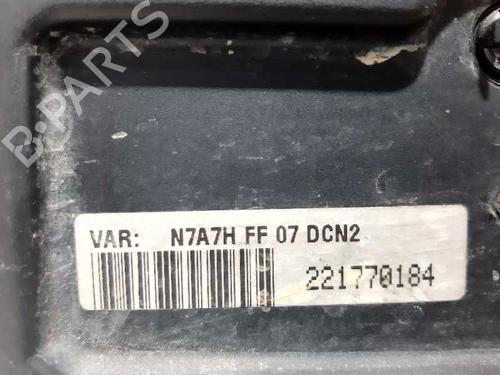 B-PARTS
VAR: N7A7H FF 07 DCN2
221770184